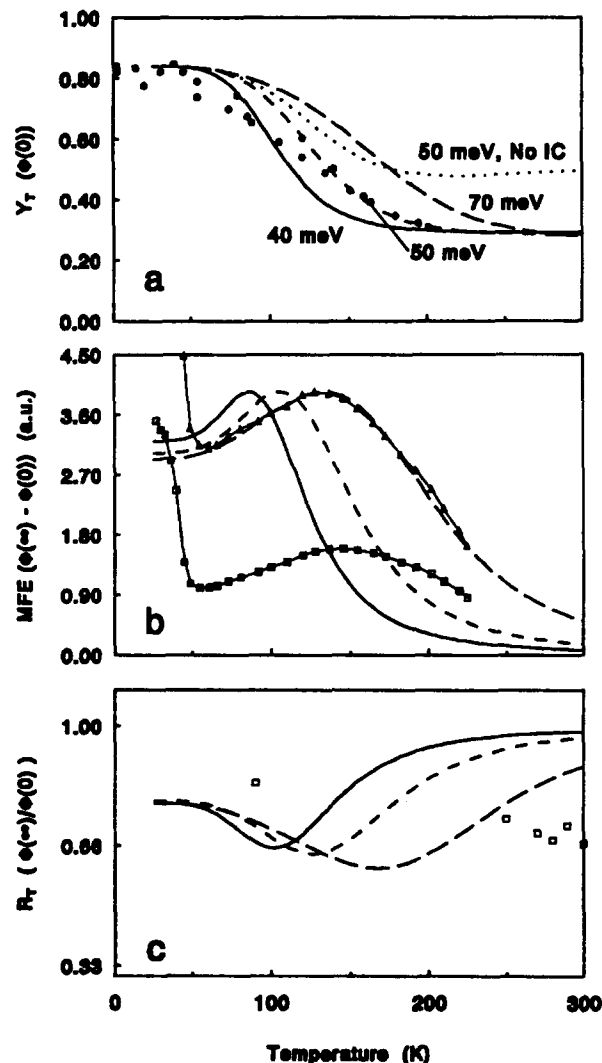 1.00
0.80
0.60
0.40
0.20
0.00
Y_T (Φ(0))
50 meV, No IC
70 meV
40 meV
50 meV
a
4.50
3.60
2.70
1.80
0.90
0.00
MFE (Φ(∞) - Φ(0)) (a.u.)
b
1.00
0.66
0.33
R_T (Φ(∞)/Φ(0))
c
0
100
200
300
Temperature (K)